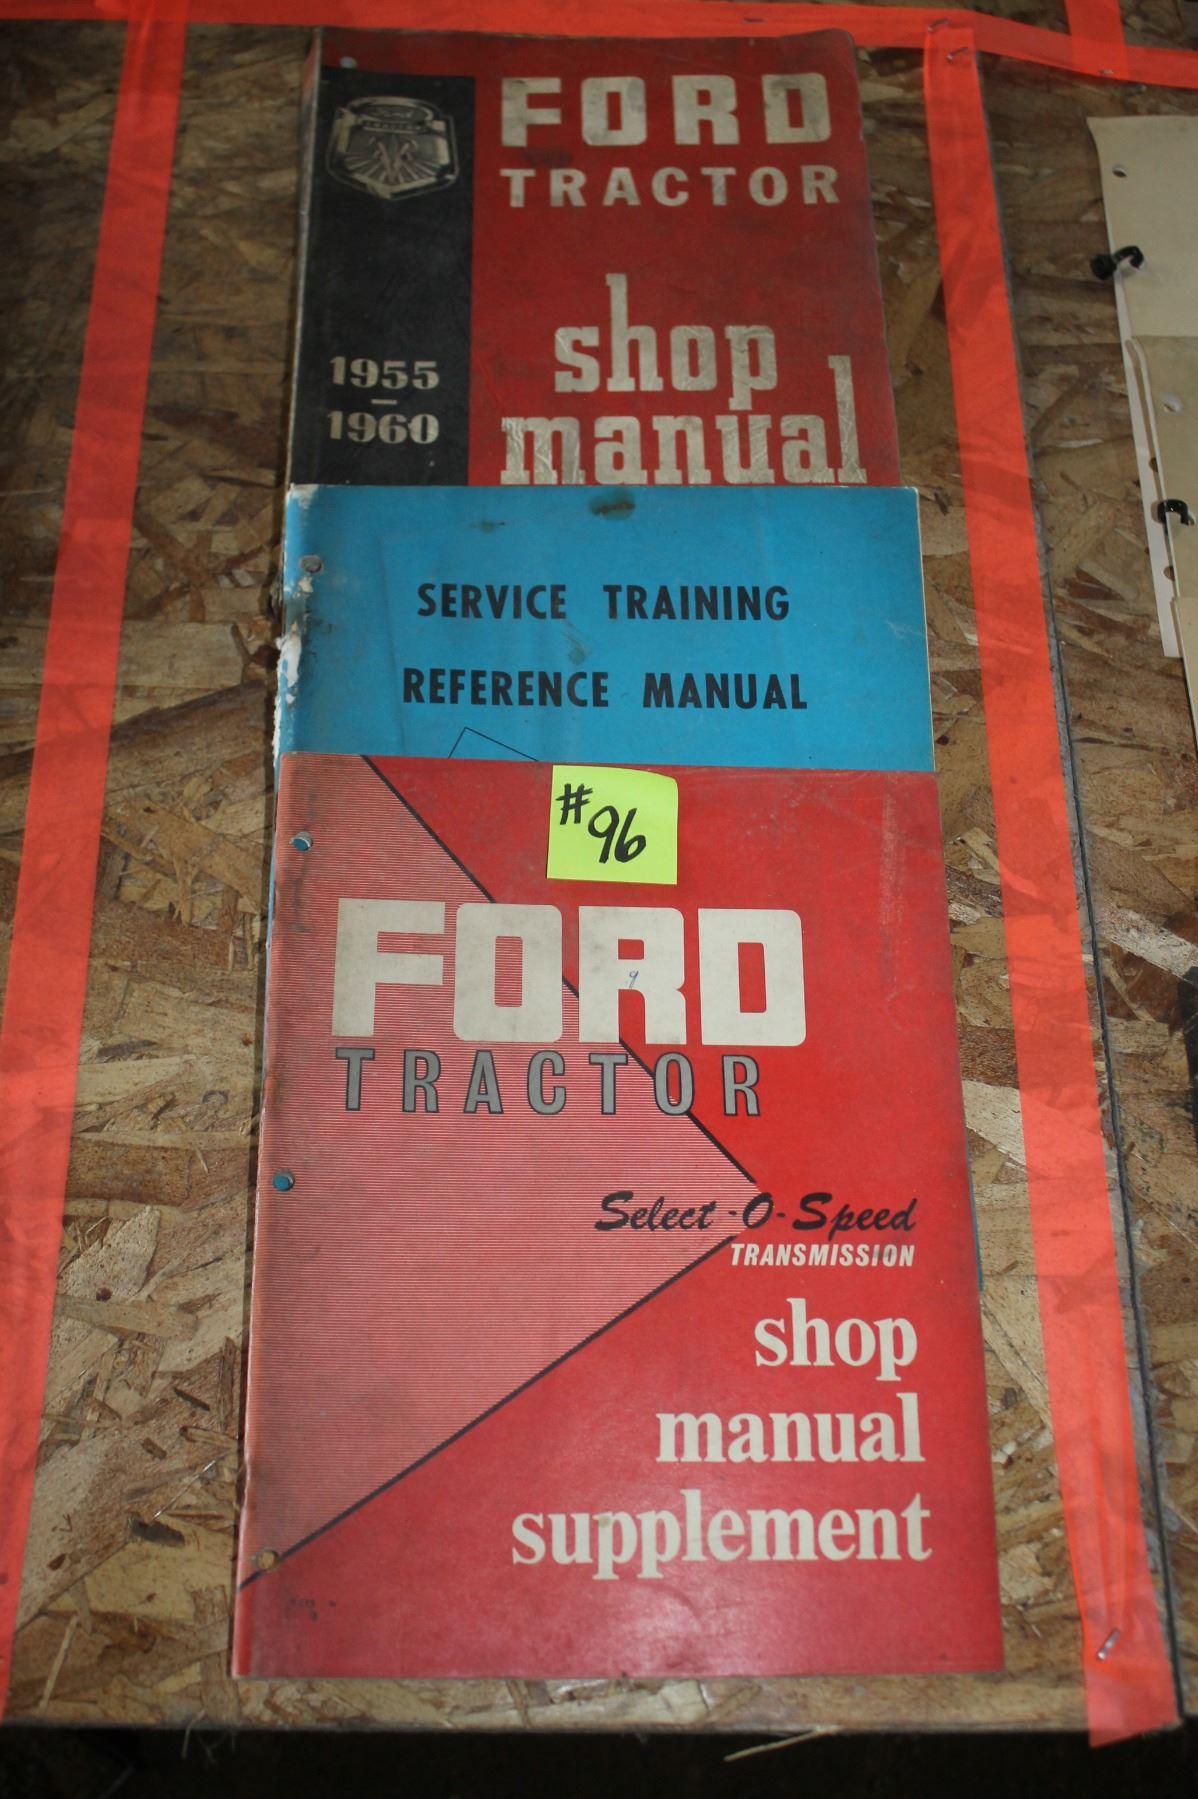 FORD
TRACTOR
shop
manual
1955
–
1960
SERVICE TRAINING
REFERENCE MANUAL
#96
FORD
9
TRACTOR
Select-O-Speed
TRANSMISSION
shop
manual
supplement